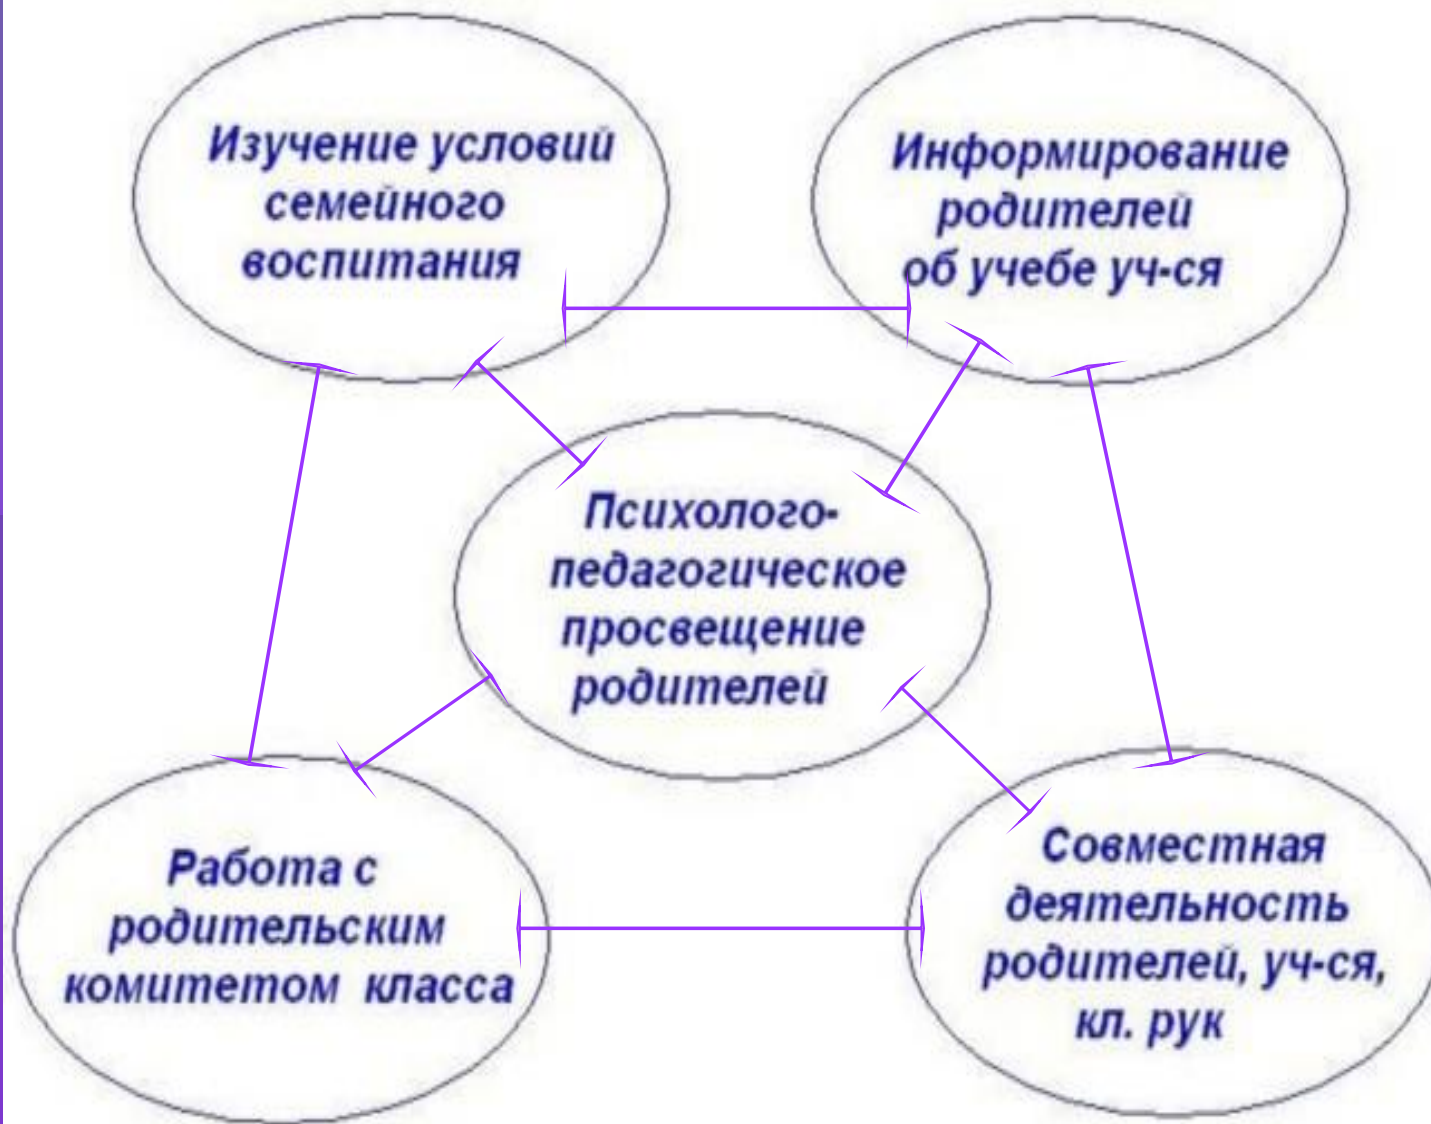 Изучение условий
семейного
воспитания
Информирование
родителей
об учебе уч-ся
Психолого-
педагогическое
просвещение
родителей
Работа с
родительским
комитетом класса
Совместная
деятельность
родителей, уч-ся,
кл. рук